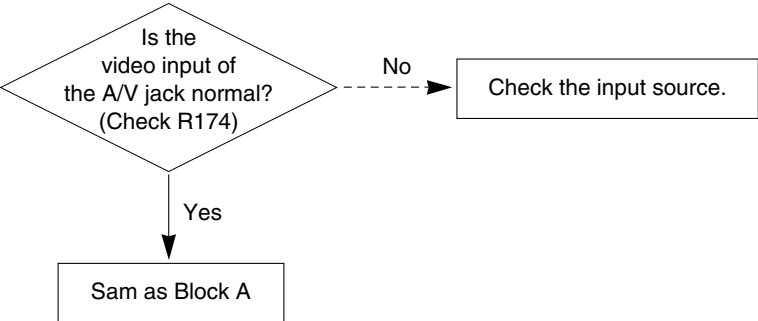 Is the
video input of
the A/V jack normal?
(Check R174)
No
Check the input source.
Yes
Sam as Block A